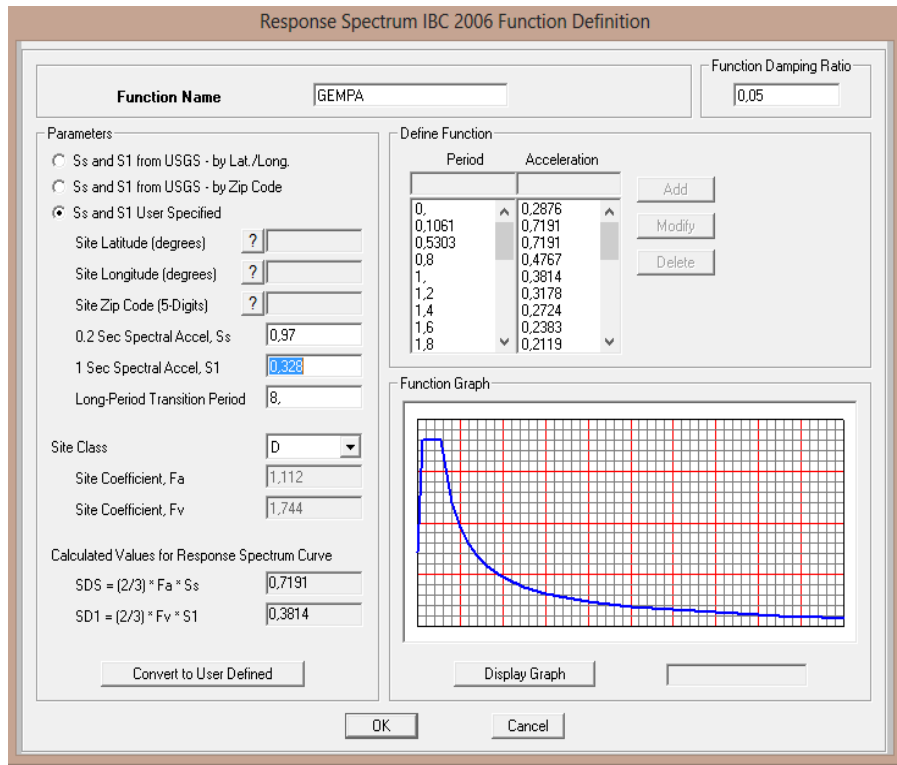 Response Spectrum IBC 2006 Function Definition
Function Name
GEMPA
Function Damping Ratio
0,05
Parameters
Ss and S1 from USGS - by Lat./Long.
Ss and S1 from USGS - by Zip Code
Ss and S1 User Specified
Site Latitude (degrees) ?
Site Longitude (degrees) ?
Site Zip Code (5-Digits) ?
0.2 Sec Spectral Accel, Ss 0,97
1 Sec Spectral Accel, S1 0,328
Long-Period Transition Period 8,
Site Class D
Site Coefficient, Fa 1,112
Site Coefficient, Fv 1,744
Calculated Values for Response Spectrum Curve
SDS = (2/3) * Fa * Ss 0,7191
SD1 = (2/3) * Fv * S1 0,3814
Convert to User Defined
Define Function
Period Acceleration
0, 0,2876
0,1061 0,7191
0,5303 0,7191
0,8 0,4767
1, 0,3814
1,2 0,3178
1,4 0,2724
1,6 0,2383
1,8 0,2119
Add
Modify
Delete
Function Graph
Display Graph
OK Cancel